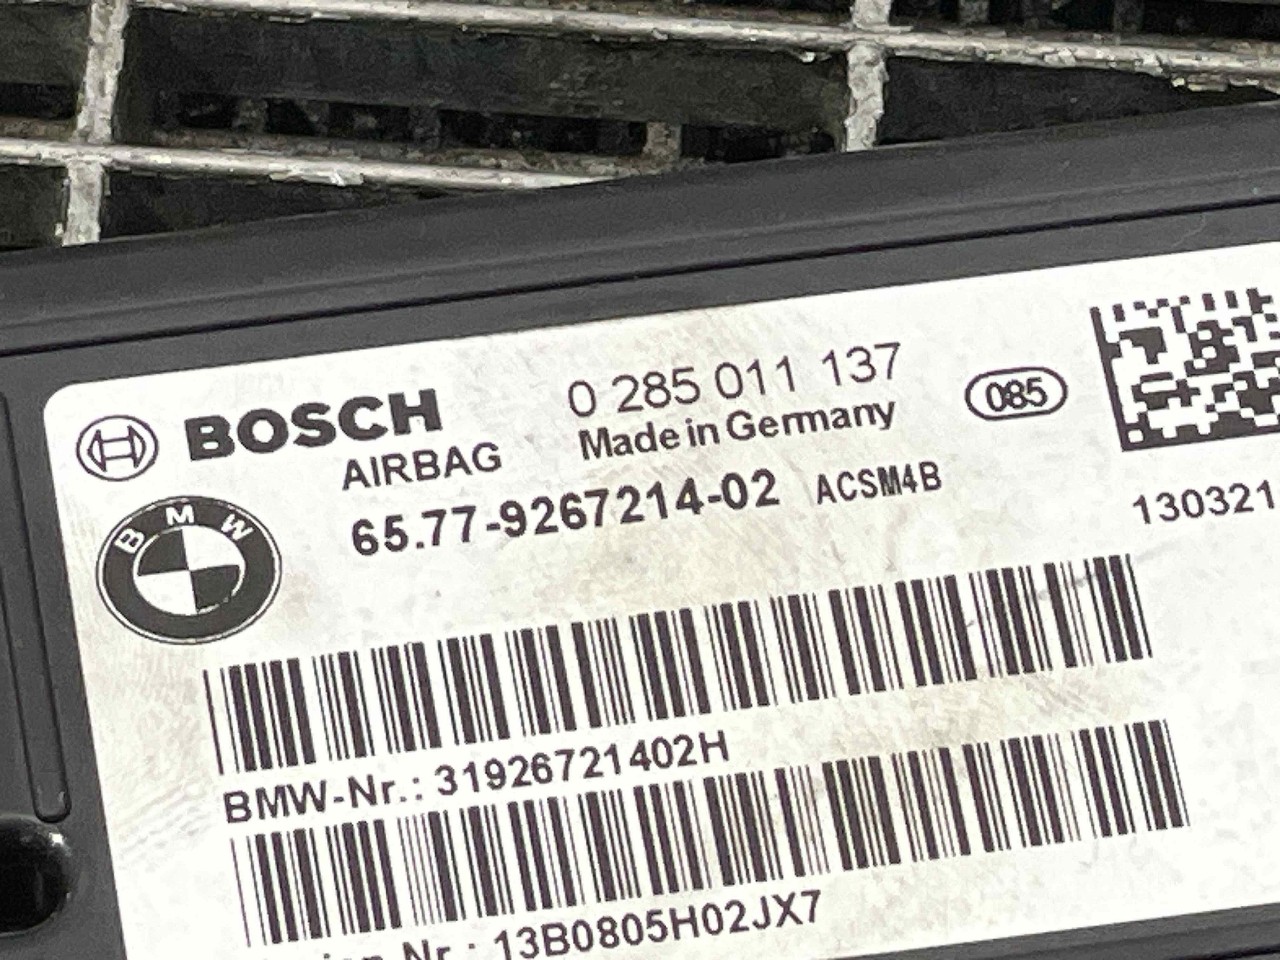 BOSCH
AIRBAG
0 285 011 137
Made in Germany
085
BMW
65.77-9267214-02 ACSM4B
130321
BMW-Nr.: 31926721402H
Nr.: 13B0805H02JX7